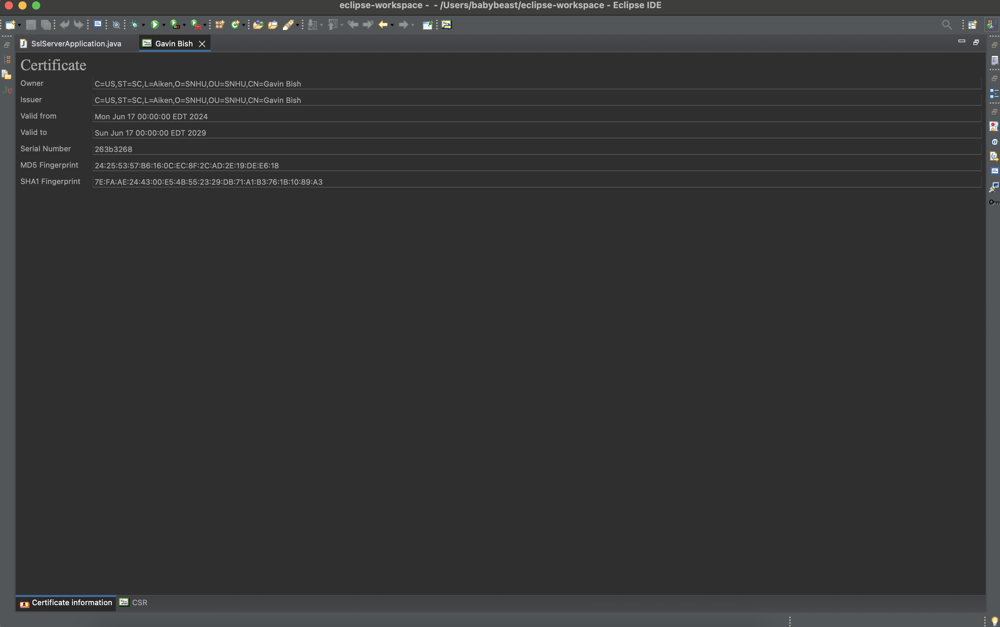 eclipse-workspace -  - /Users/babybeast/eclipse-workspace - Eclipse IDE
SslServerApplication.java
Gavin Bish
Certificate
Owner C=US,ST=SC,L=Aiken,O=SNHU,OU=SNHU,CN=Gavin Bish
Issuer C=US,ST=SC,L=Aiken,O=SNHU,OU=SNHU,CN=Gavin Bish
Valid from Mon Jun 17 00:00:00 EDT 2024
Valid to Sun Jun 17 00:00:00 EDT 2029
Serial Number 263b3268
MD5 Fingerprint 24:25:53:57:B6:16:0C:EC:8F:2C:AD:2E:19:DE:E6:18
SHA1 Fingerprint 7E:FA:AE:24:43:00:E5:4B:55:23:29:DB:71:A1:B3:76:1B:10:89:A3
Certificate information
CSR